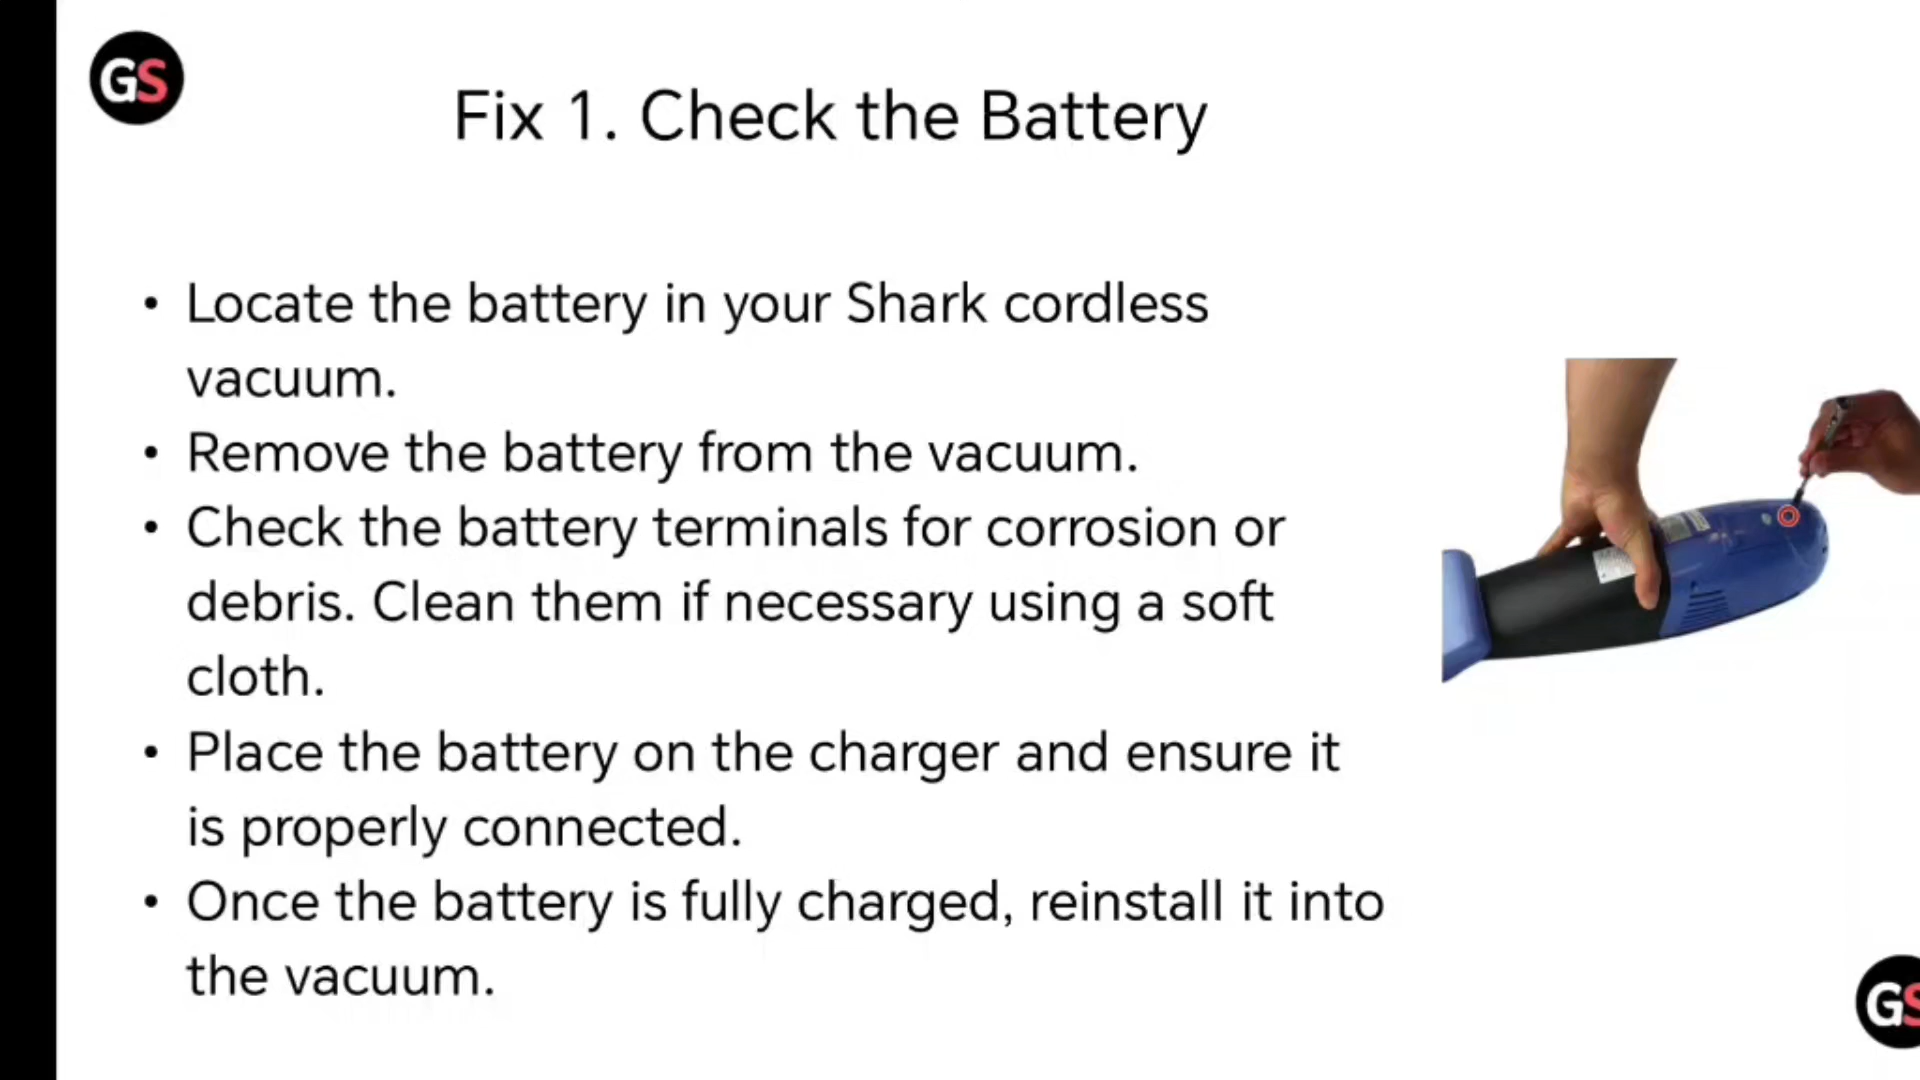 GS
Fix 1. Check the Battery
• Locate the battery in your Shark cordless
vacuum.
• Remove the battery from the vacuum.
• Check the battery terminals for corrosion or
debris. Clean them if necessary using a soft
cloth.
• Place the battery on the charger and ensure it
is properly connected.
• Once the battery is fully charged, reinstall it into
the vacuum.
GS